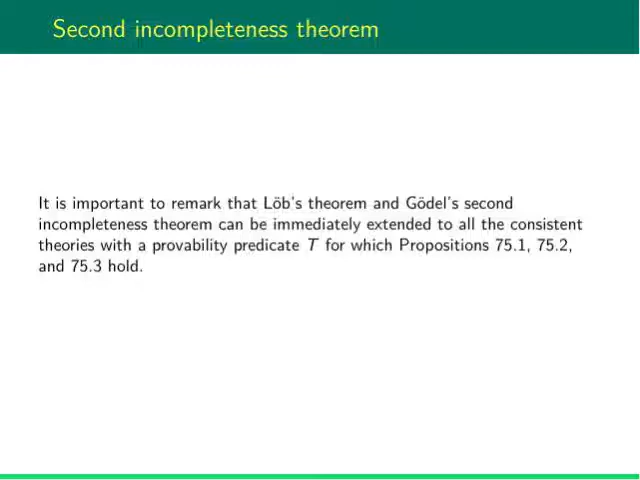 Second incompleteness theorem
It is important to remark that Löb's theorem and Gödel's second
incompleteness theorem can be immediately extended to all the consistent
theories with a provability predicate T for which Propositions 75.1, 75.2,
and 75.3 hold.